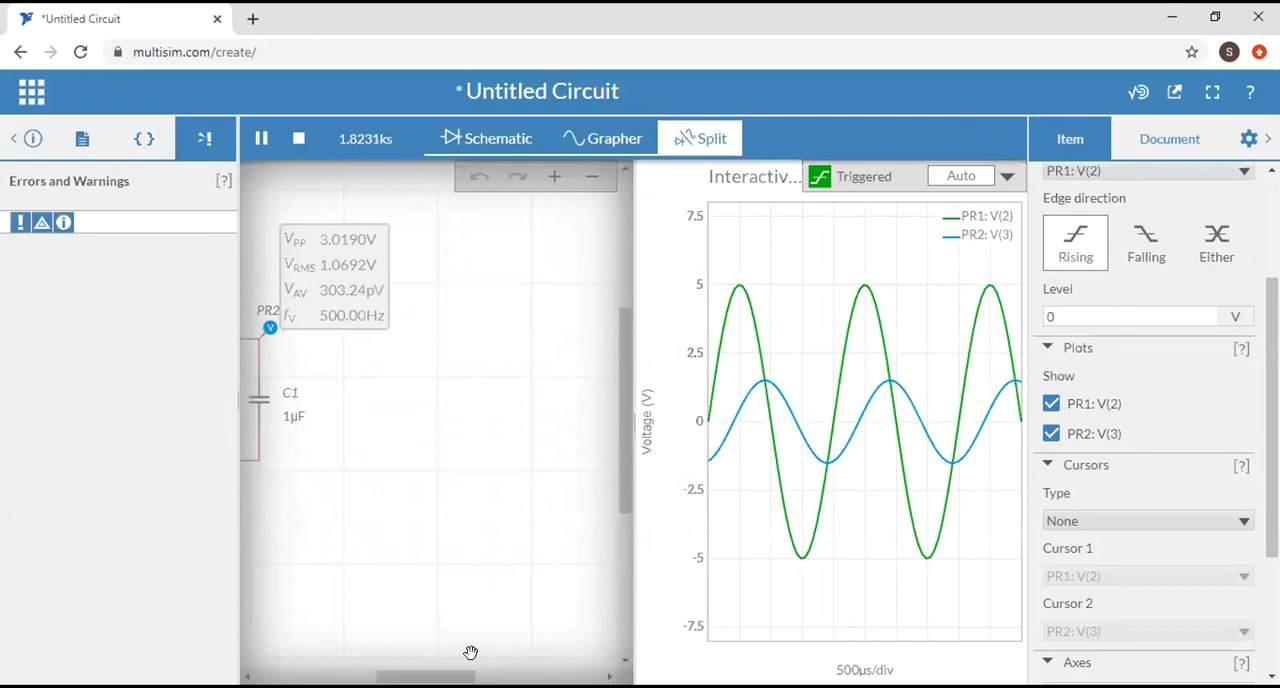 *Untitled Circuit
multisim.com/create/
S
*Untitled Circuit
?
1.8231ks
Schematic
Grapher
Split
Item
Document
Errors and Warnings
[?]
VPP 3.0190V
VRMS 1.0692V
VAV 303.24pV
fV 500.00Hz
PR2
V
C1
1µF
Interactiv...
Triggered
Auto
PR1: V(2)
PR2: V(3)
7.5
5
2.5
0
-2.5
-5
-7.5
Voltage (V)
500µs/div
PR1: V(2)
Edge direction
Rising
Falling
Either
Level
0
V
Plots
[?]
Show
PR1: V(2)
PR2: V(3)
Cursors
[?]
Type
None
Cursor 1
PR1: V(2)
Cursor 2
PR2: V(3)
Axes
[?]